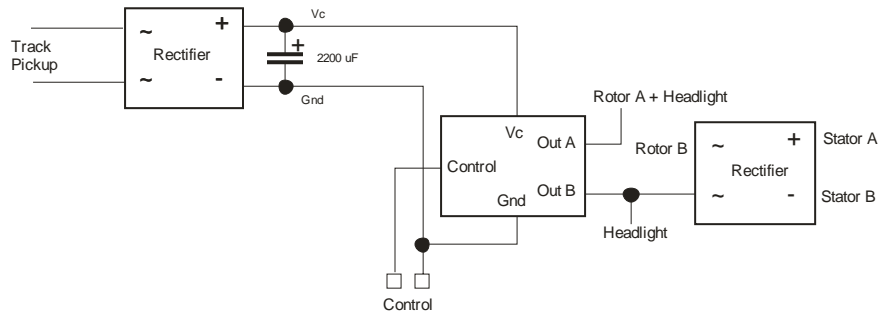 Track
Pickup
~
~
Rectifier
+
-
Vc
+
2200 uF
Gnd
Vc
Control
Gnd
Out A
Out B
Rotor A + Headlight
Headlight
Rotor B
~
~
Rectifier
+
-
Stator A
Stator B
Control